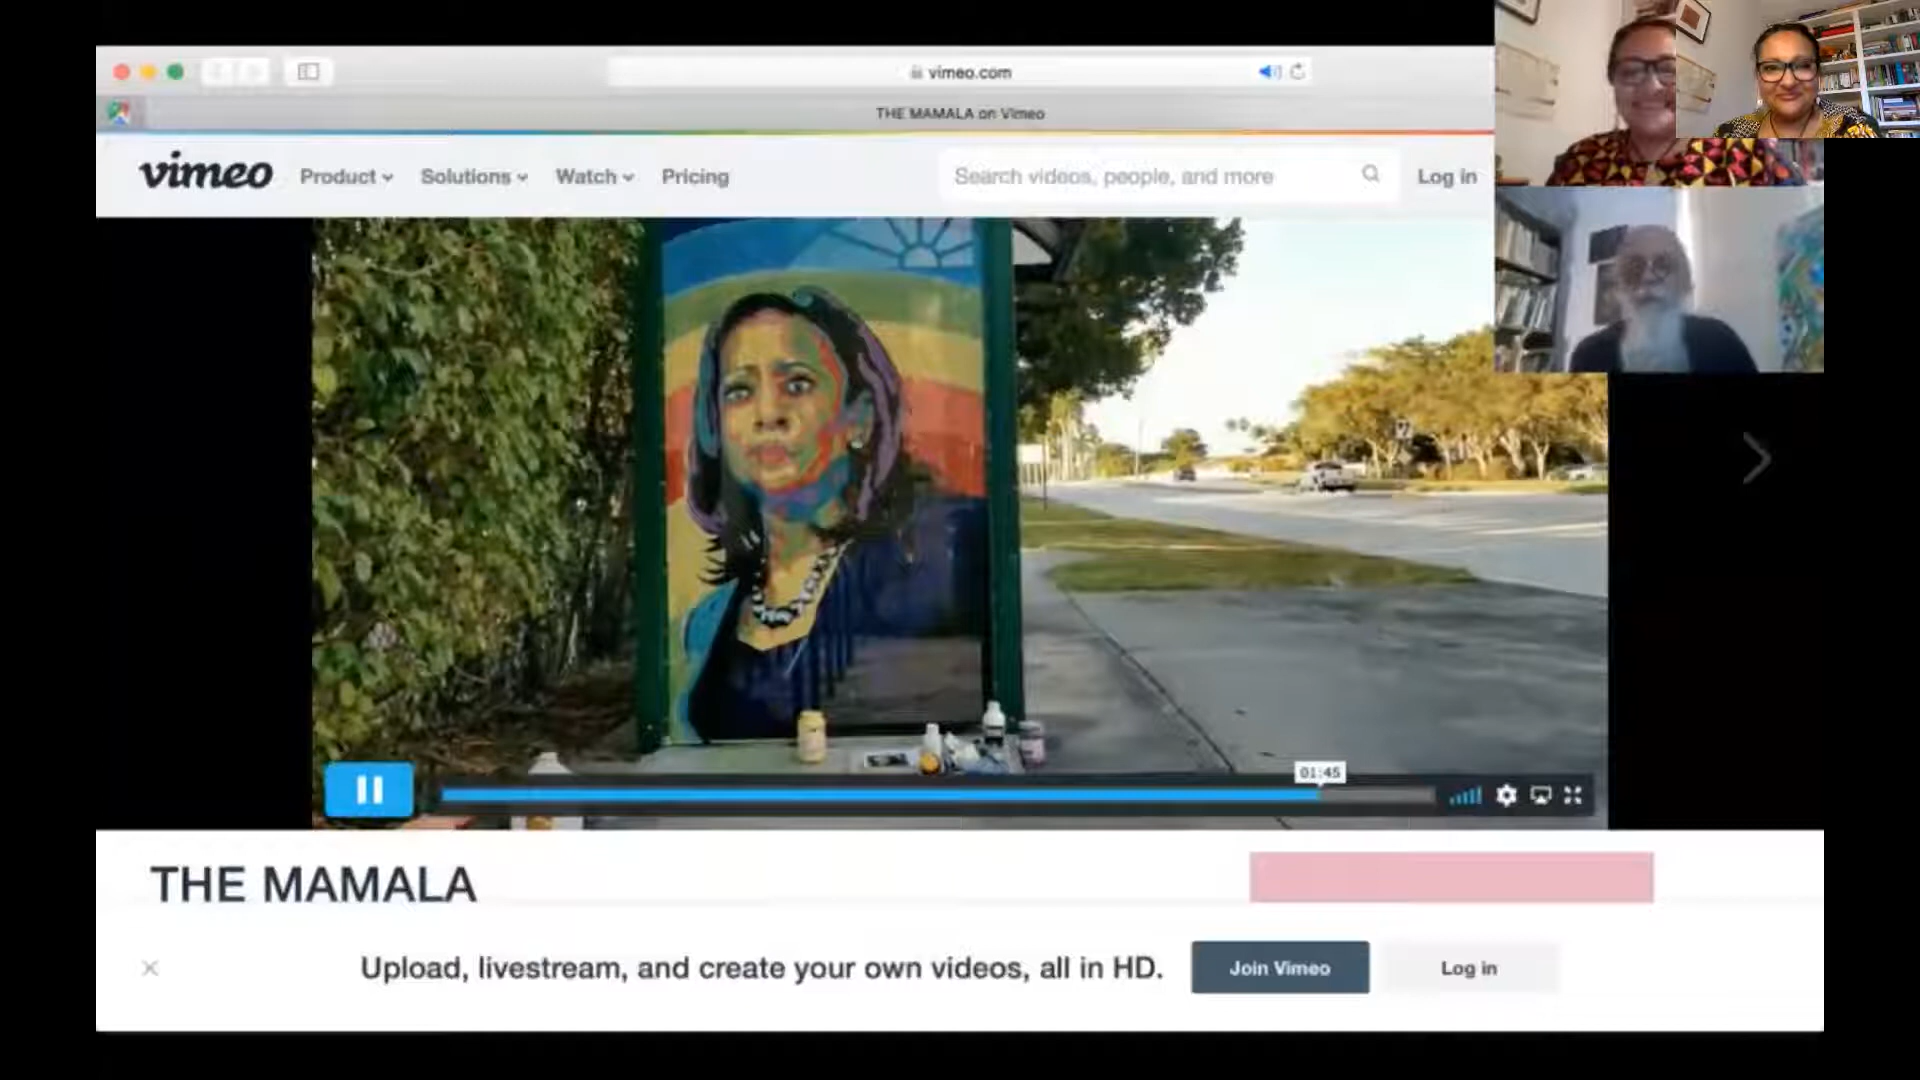 vimeo.com
THE MAMALA on Vimeo
vimeo Product Solutions Watch Pricing Search videos, people, and more Log in
01:45
THE MAMALA
Upload, livestream, and create your own videos, all in HD. Join Vimeo Log in